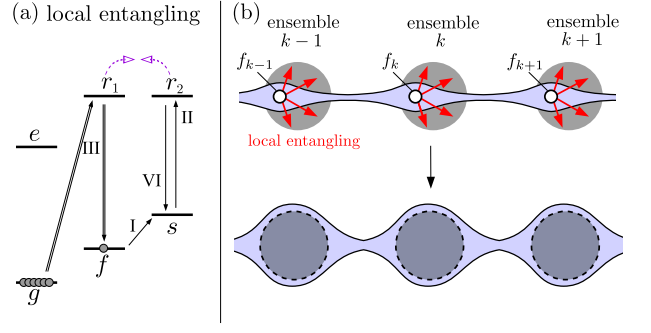 (a) local entangling
r₁ r₂
e
III
II
VI
I
s
f
g
(b)
ensemble
k − 1
ensemble
k
ensemble
k + 1
fₖ₋₁
fₖ
fₖ₊₁
local entangling